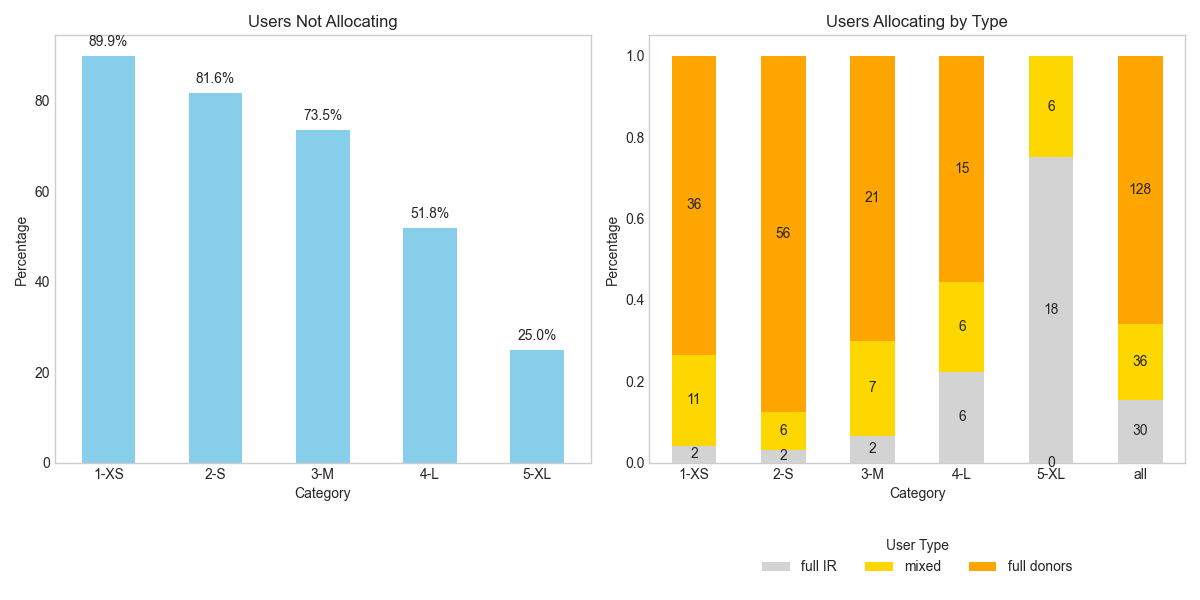 Users Not Allocating
89.9%
81.6%
73.5%
51.8%
25.0%
80
60
40
20
0
Percentage
1-XS
2-S
3-M
4-L
5-XL
Category
Users Allocating by Type
1.0
0.8
0.6
0.4
0.2
0.0
Percentage
36
11
2
56
6
2
21
7
2
15
6
6
6
18
0
128
36
30
1-XS
2-S
3-M
4-L
5-XL
all
Category
User Type
full IR
mixed
full donors